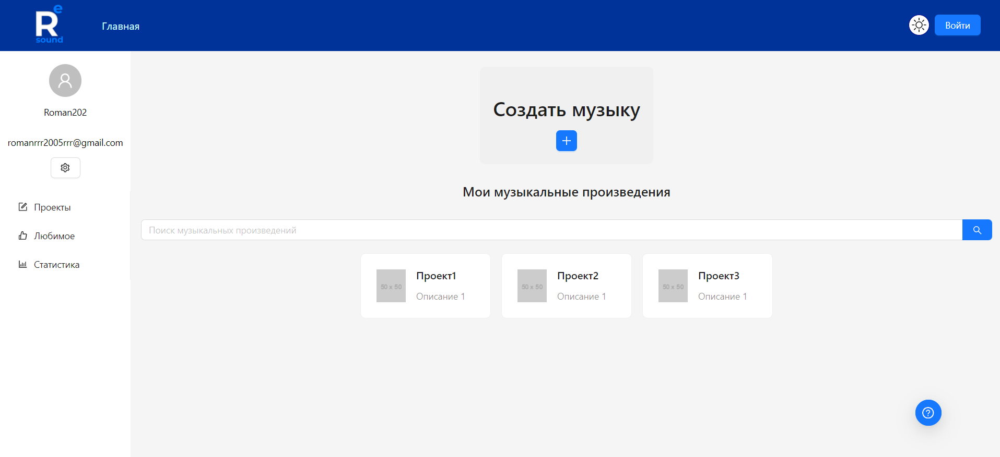 Re
sound
Главная
Войти
Roman202
romanrrr2005rrr@gmail.com
Проекты
Любимое
Статистика
Создать музыку
Мои музыкальные произведения
Поиск музыкальных произведений
50 x 50
Проект1
Описание 1
50 x 50
Проект2
Описание 1
50 x 50
Проект3
Описание 1